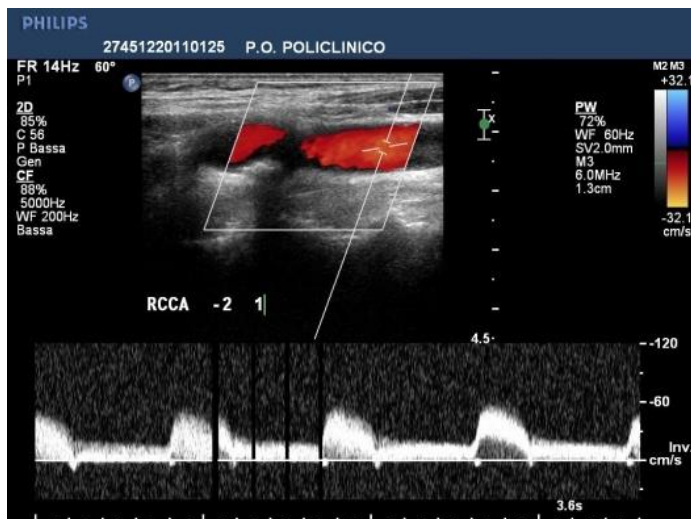 PHILIPS
27451220110125 P.O. POLICLINICO
FR 14Hz 60°
P1
2D
85%
C 56
P Bassa
Gen
CF
88%
5000Hz
WF 200Hz
Bassa
P
x
M2 M3
+32.1
PW
72%
WF 60Hz
SV2.0mm
M3
6.0MHz
1.3cm
-32.1
cm/s
RCCA -2 1
4.5-
-120
-60
Inv.
cm/s
3.6s